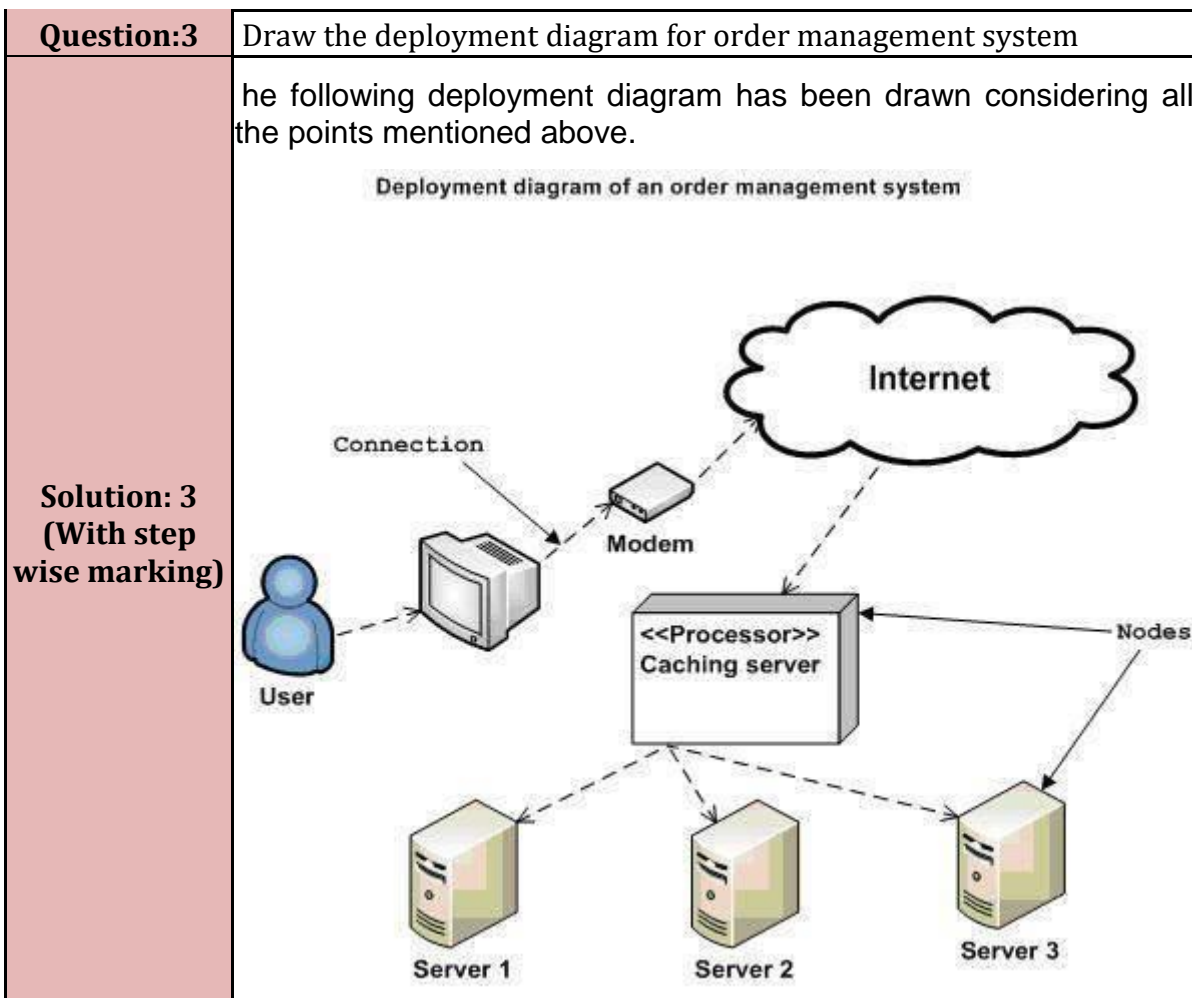 Question:3
Draw the deployment diagram for order management system
he following deployment diagram has been drawn considering all
the points mentioned above.
Deployment diagram of an order management system
Internet
Connection
Modem
Solution: 3
(With step
wise marking)
<<Processor>>
Caching server
Nodes
User
Server 1
Server 2
Server 3